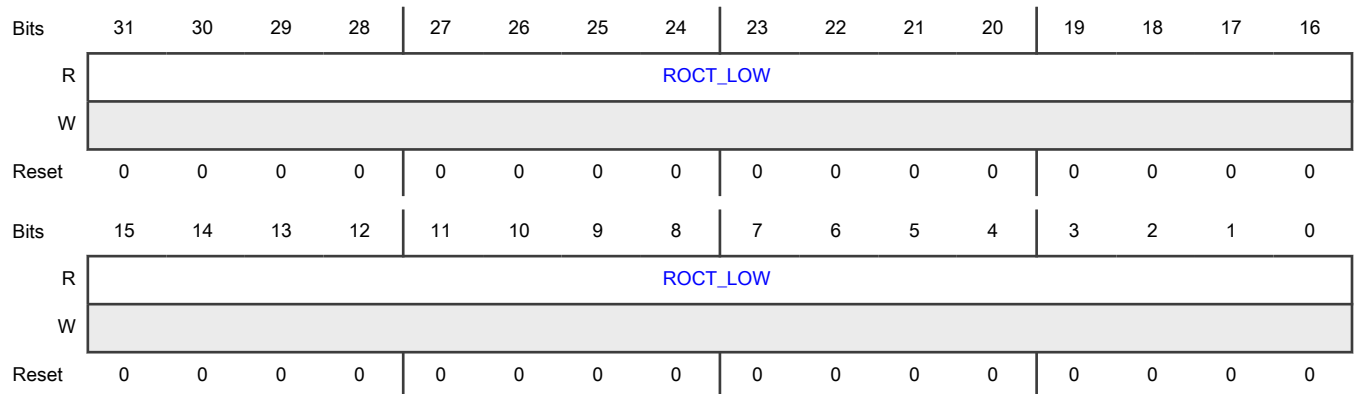 Bits 31 30 29 28 27 26 25 24 23 22 21 20 19 18 17 16
R ROCT_LOW
W
Reset 0 0 0 0 0 0 0 0 0 0 0 0 0 0 0 0
Bits 15 14 13 12 11 10 9 8 7 6 5 4 3 2 1 0
R ROCT_LOW
W
Reset 0 0 0 0 0 0 0 0 0 0 0 0 0 0 0 0